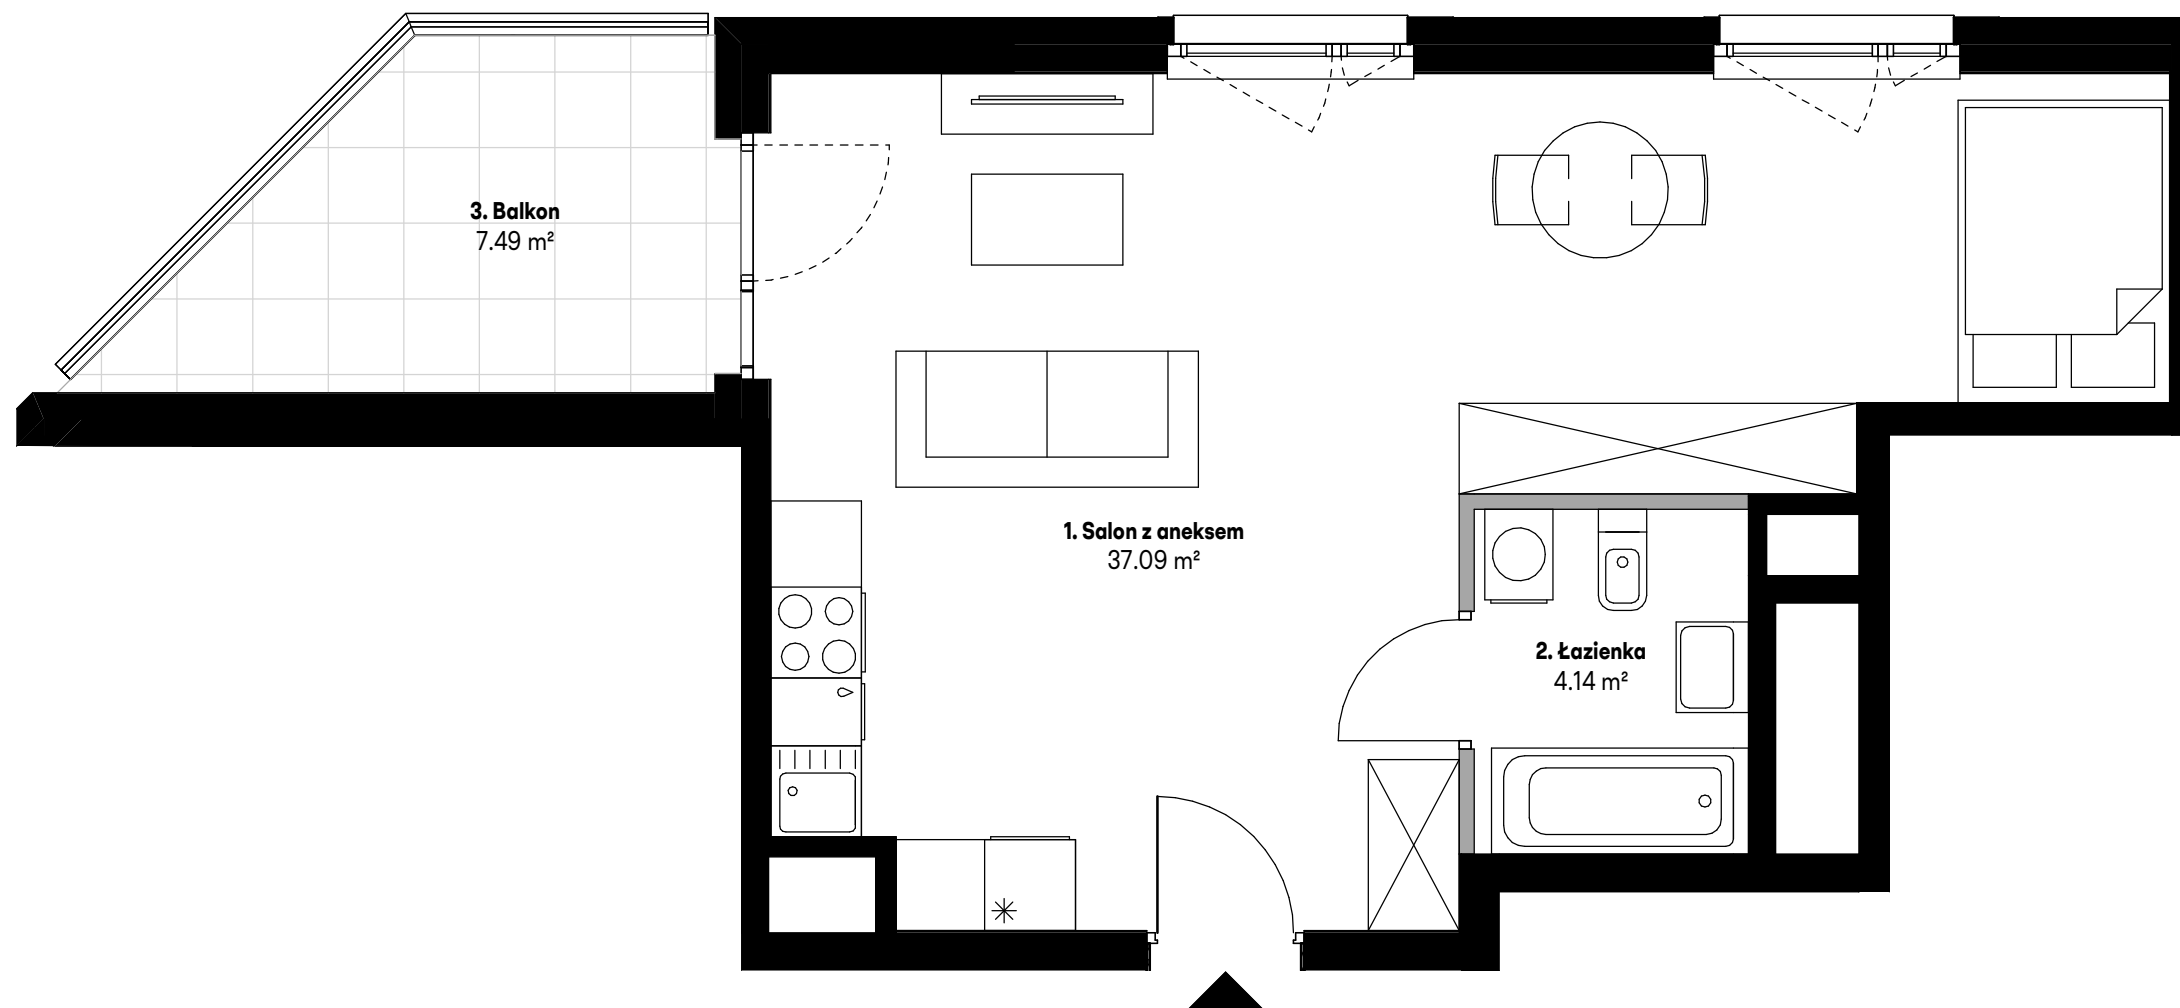 3. Balkon
7.49 m²
1. Salon z aneksem
37.09 m²
2. Łazienka
4.14 m²